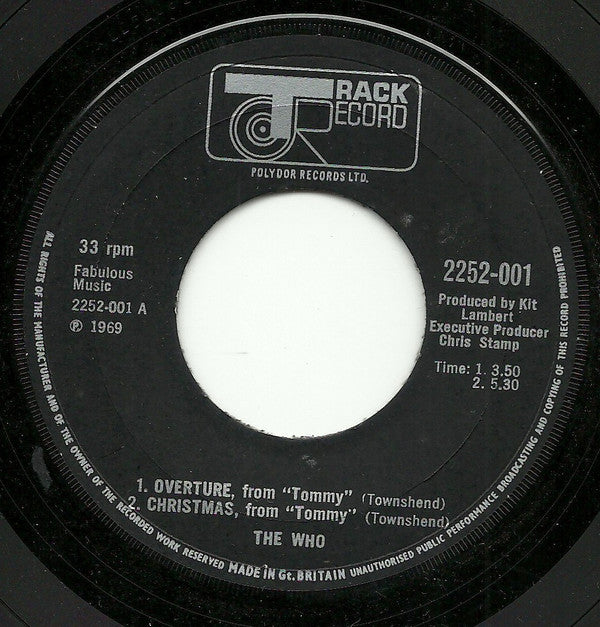 TRACK
RECORD
POLYDOR RECORDS LTD.
33 rpm
Fabulous
Music
2252-001 A
℗ 1969
2252-001
Produced by Kit
Lambert
Executive Producer
Chris Stamp
Time: 1. 3.50
2. 5.30
1. OVERTURE, from "Tommy" (Townshend)
2. CHRISTMAS, from "Tommy" (Townshend)
THE WHO
ALL RIGHTS OF THE MANUFACTURER AND OF THE OWNER OF THE RECORDED WORK RESERVED MADE IN Gt. BRITAIN UNAUTHORISED PUBLIC PERFORMANCE BROADCASTING AND COPYING OF THIS RECORD PROHIBITED